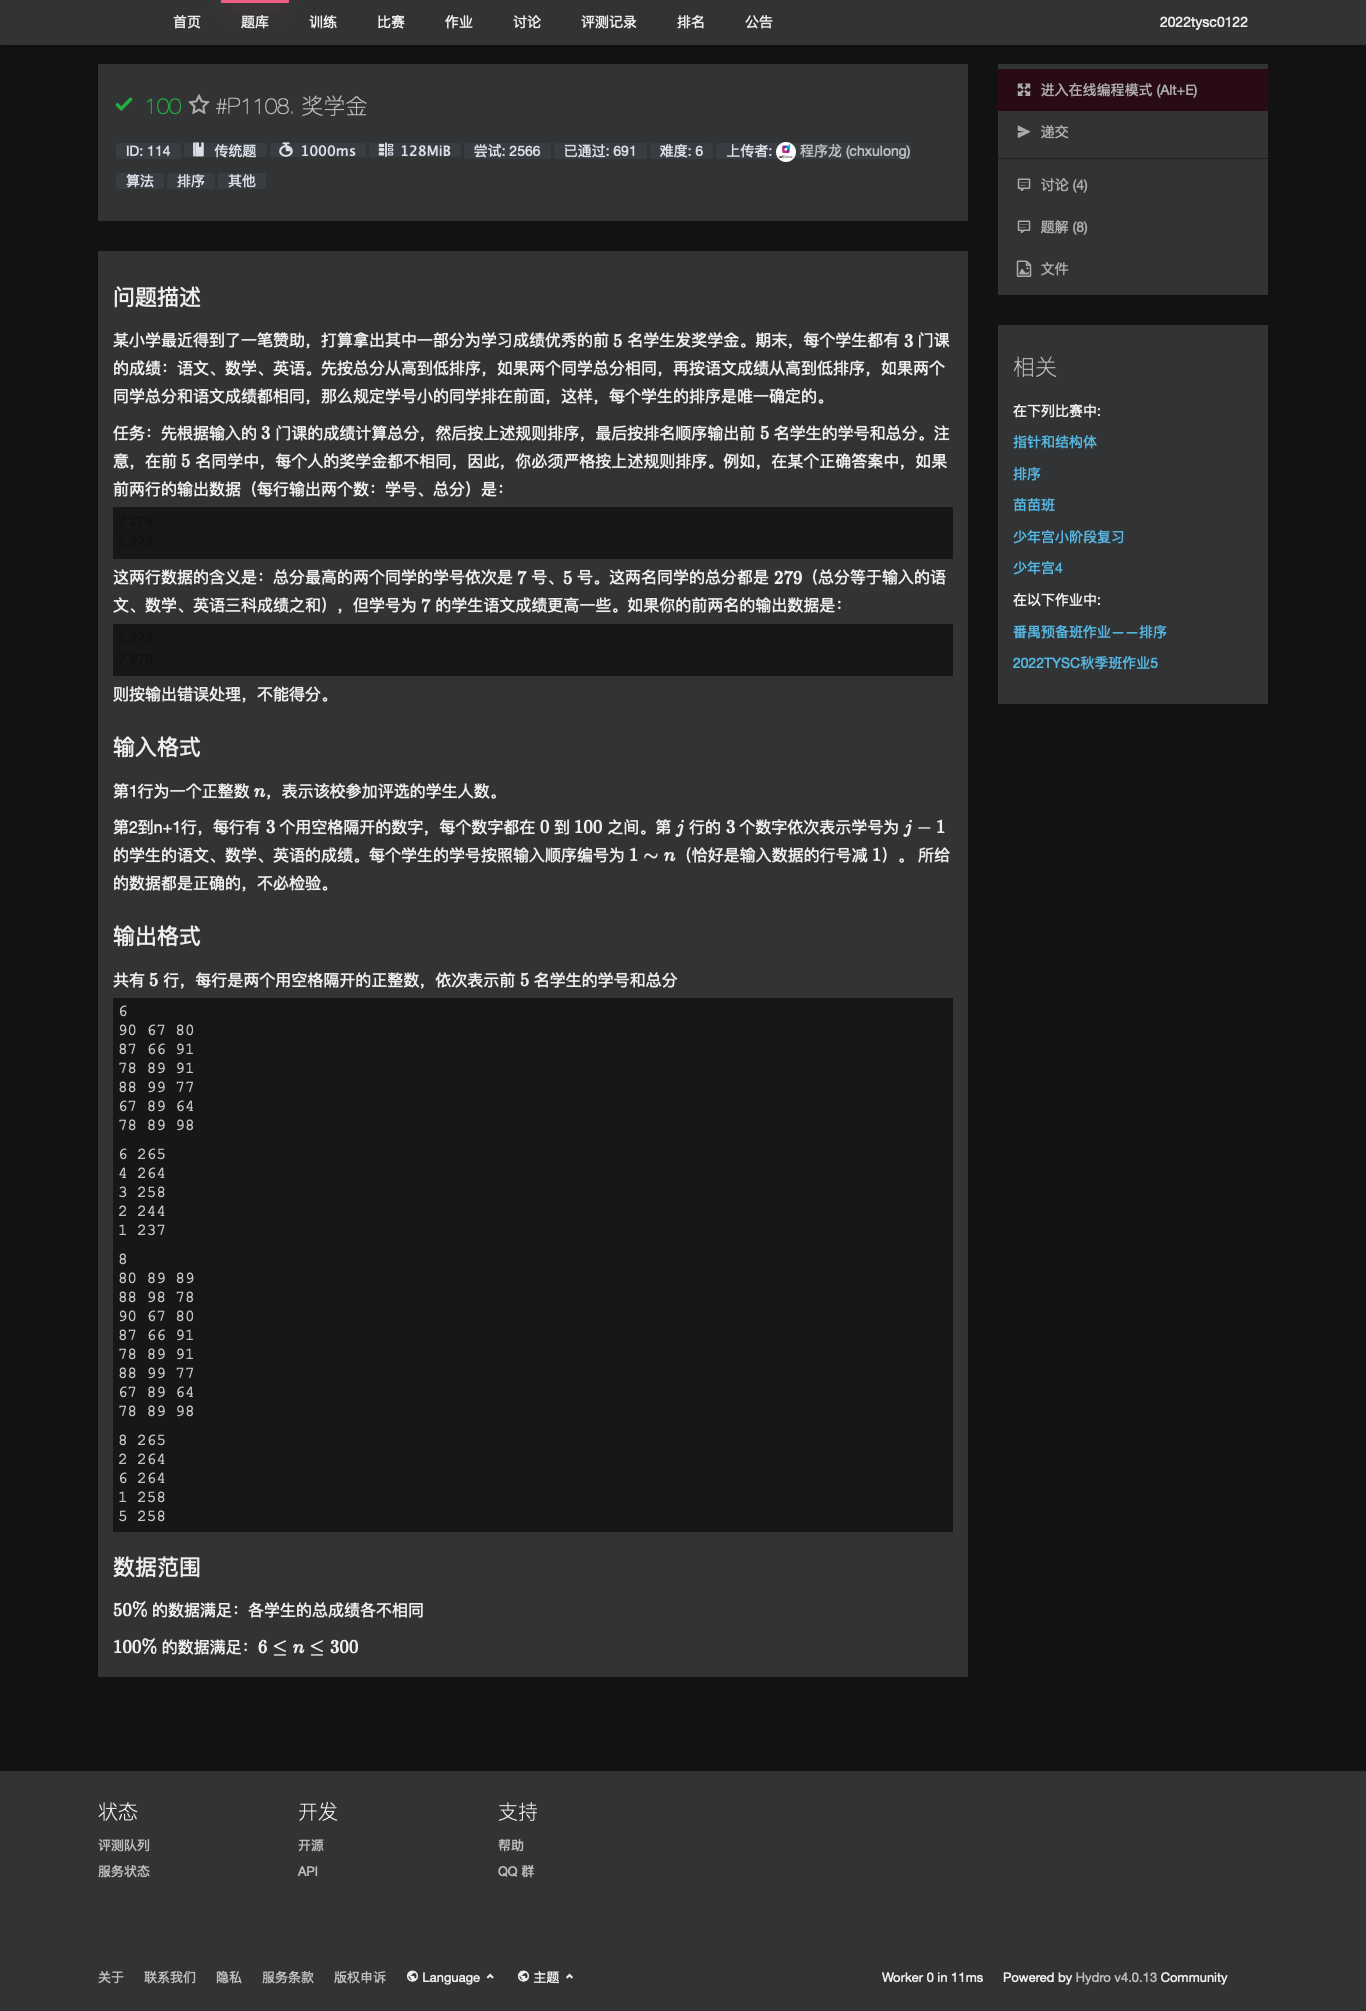 首页 题库 训练 比赛 作业 讨论 评测记录 排名 公告 2022tysc0122
100 #P1108. 奖学金
ID: 114 传统题 1000ms 128MiB 尝试: 2566 已通过: 691 难度: 6 上传者: 程序龙 (chxulong)
算法 排序 其他
问题描述
某小学最近得到了一笔赞助，打算拿出其中一部分为学习成绩优秀的前 5 名学生发奖学金。期末，每个学生都有 3 门课
的成绩：语文、数学、英语。先按总分从高到低排序，如果两个同学总分相同，再按语文成绩从高到低排序，如果两个
同学总分和语文成绩都相同，那么规定学号小的同学排在前面，这样，每个学生的排序是唯一确定的。
任务：先根据输入的 3 门课的成绩计算总分，然后按上述规则排序，最后按排名顺序输出前 5 名学生的学号和总分。注
意，在前 5 名同学中，每个人的奖学金都不相同，因此，你必须严格按上述规则排序。例如，在某个正确答案中，如果
前两行的输出数据（每行输出两个数：学号、总分）是：
7 279
5 279
这两行数据的含义是：总分最高的两个同学的学号依次是 7 号、5 号。这两名同学的总分都是 279（总分等于输入的语
文、数学、英语三科成绩之和），但学号为 7 的学生语文成绩更高一些。如果你的前两名的输出数据是：
5 279
7 279
则按输出错误处理，不能得分。
输入格式
第1行为一个正整数 n，表示该校参加评选的学生人数。
第2到n+1行，每行有 3 个用空格隔开的数字，每个数字都在 0 到 100 之间。第 j 行的 3 个数字依次表示学号为 j − 1
的学生的语文、数学、英语的成绩。每个学生的学号按照输入顺序编号为 1 ∼ n（恰好是输入数据的行号减 1）。 所给
的数据都是正确的，不必检验。
输出格式
共有 5 行，每行是两个用空格隔开的正整数，依次表示前 5 名学生的学号和总分
6
90 67 80
87 66 91
78 89 91
88 99 77
67 89 64
78 89 98
6 265
4 264
3 258
2 244
1 237
8
80 89 89
88 98 78
90 67 80
87 66 91
78 89 91
88 99 77
67 89 64
78 89 98
8 265
2 264
6 264
1 258
5 258
数据范围
50% 的数据满足：各学生的总成绩各不相同
100% 的数据满足：6 ≤ n ≤ 300
进入在线编程模式 (Alt+E)
递交
讨论 (4)
题解 (8)
文件
相关
在下列比赛中:
指针和结构体
排序
苗苗班
少年宫小阶段复习
少年宫4
在以下作业中:
番禺预备班作业——排序
2022TYSC秋季班作业5
状态 开发 支持
评测队列 开源 帮助
服务状态 API QQ 群
关于 联系我们 隐私 服务条款 版权申诉 Language 主题 Worker 0 in 11ms Powered by Hydro v4.0.13 Community